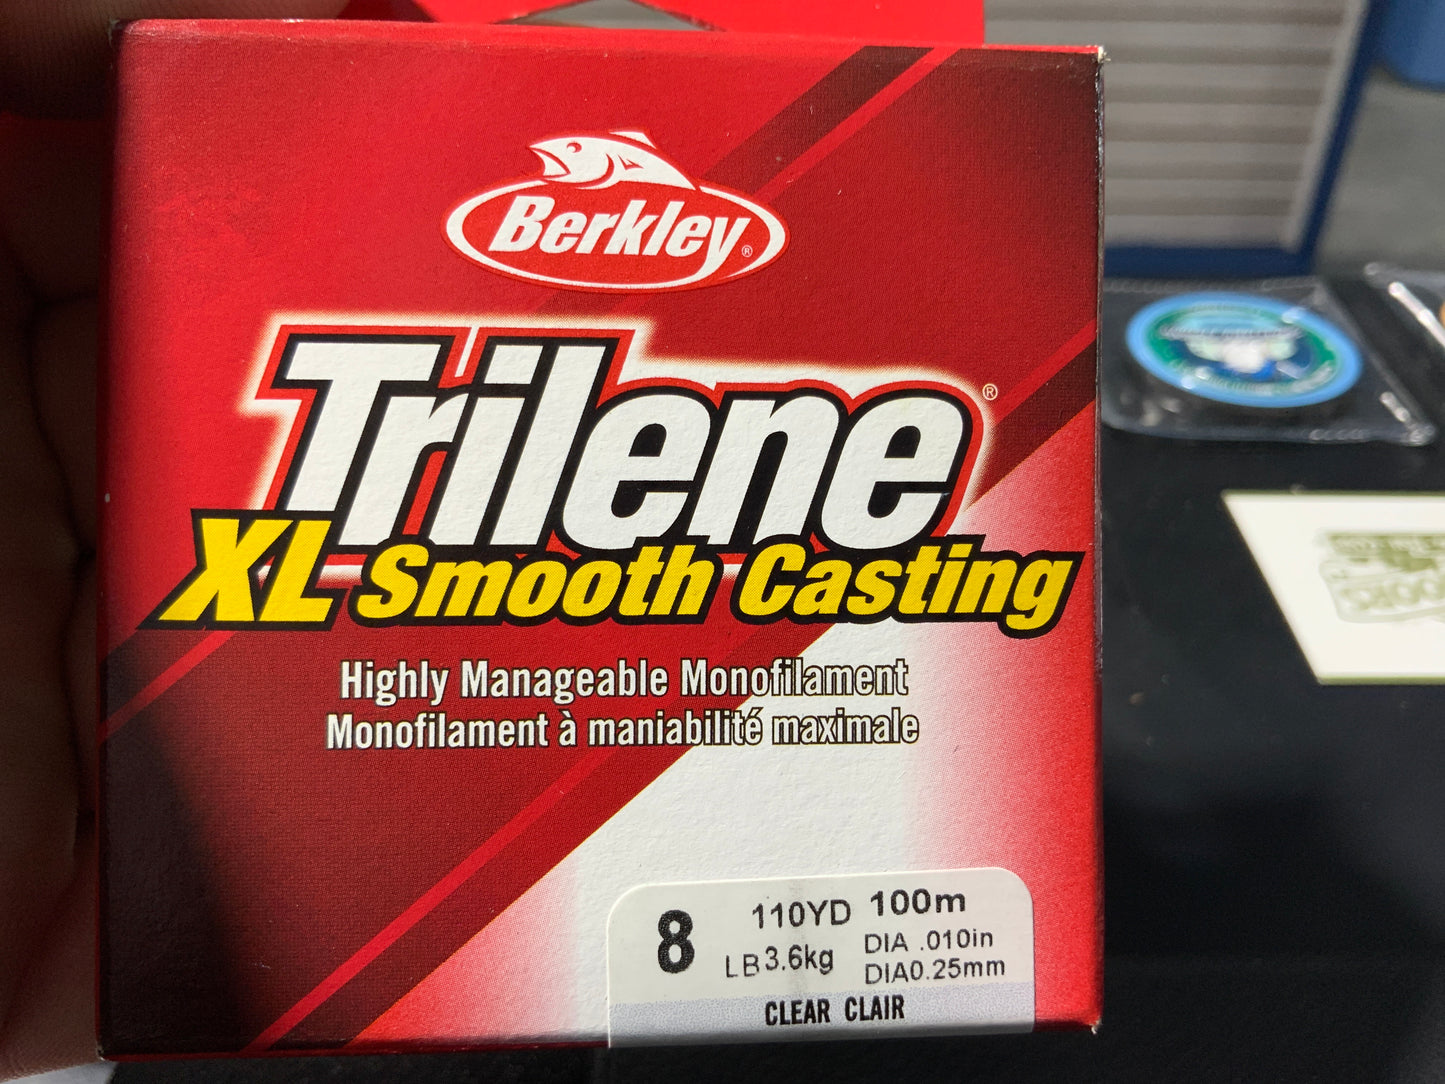 Berkley®
Trilene®
XL Smooth Casting
Highly Manageable Monofilament
Monofilament à maniabilité maximale
8 LB 110YD 100m
3.6kg DIA .010in
DIA0.25mm
CLEAR CLAIR